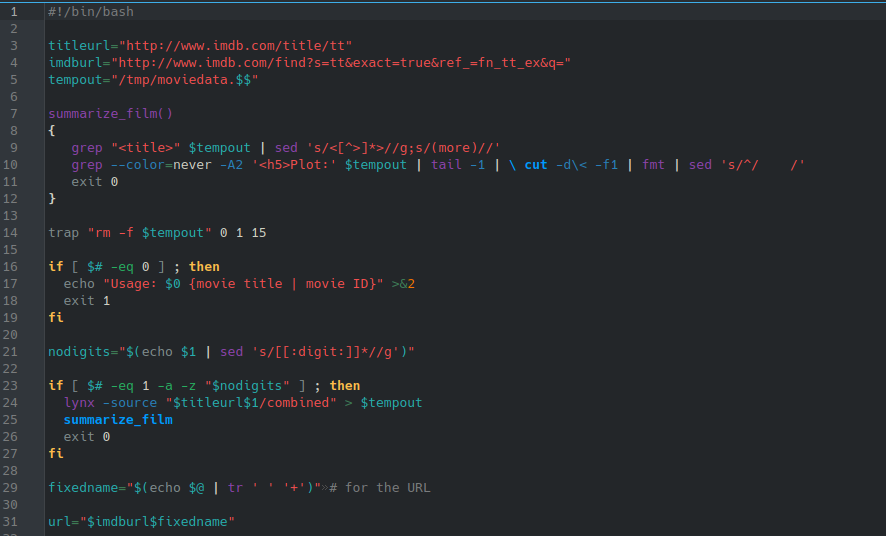 1 #!/bin/bash
2
3 titleurl="http://www.imdb.com/title/tt"
4 imdburl="http://www.imdb.com/find?s=tt&exact=true&ref_=fn_tt_ex&q="
5 tempout="/tmp/moviedata.$$"
6
7 summarize_film()
8 {
9    grep "<title>" $tempout | sed 's/<[^>]*>//g;s/(more)//'
10    grep --color=never -A2 '<h5>Plot:' $tempout | tail -1 | \ cut -d\< -f1 | fmt | sed 's/^/    /'
11    exit 0
12 }
13
14 trap "rm -f $tempout" 0 1 15
15
16 if [ $# -eq 0 ] ; then
17   echo "Usage: $0 {movie title | movie ID}" >&2
18   exit 1
19 fi
20
21 nodigits="$(echo $1 | sed 's/[[:digit:]]*//g')"
22
23 if [ $# -eq 1 -a -z "$nodigits" ] ; then
24   lynx -source "$titleurl$1/combined" > $tempout
25   summarize_film
26   exit 0
27 fi
28
29 fixedname="$(echo $@ | tr ' ' '+')"»# for the URL
30
31 url="$imdburl$fixedname"